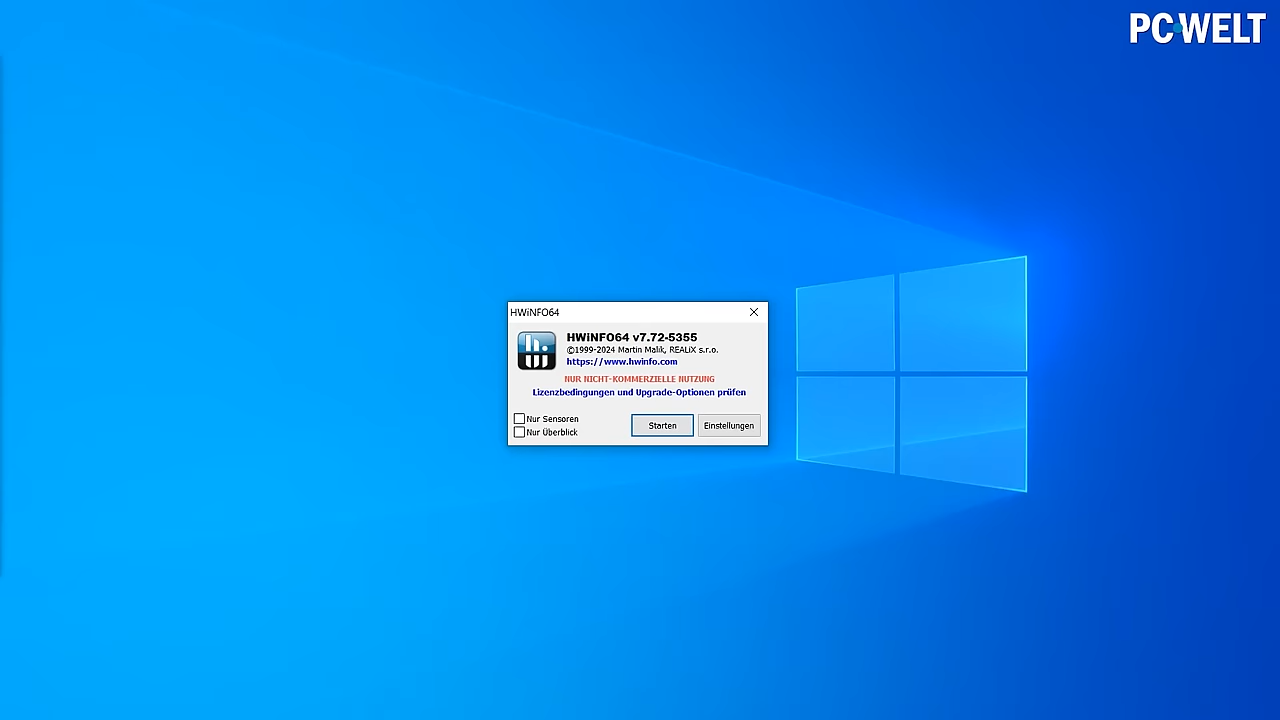 PC WELT
HWiNFO64
HWiNFO64 v7.72-5355
©1999-2024 Martin Malík, REALiX s.r.o.
https://www.hwinfo.com
NUR NICHT-KOMMERZIELLE NUTZUNG
Lizenzbedingungen und Upgrade-Optionen prüfen
Nur Sensoren
Nur Überblick
Starten
Einstellungen